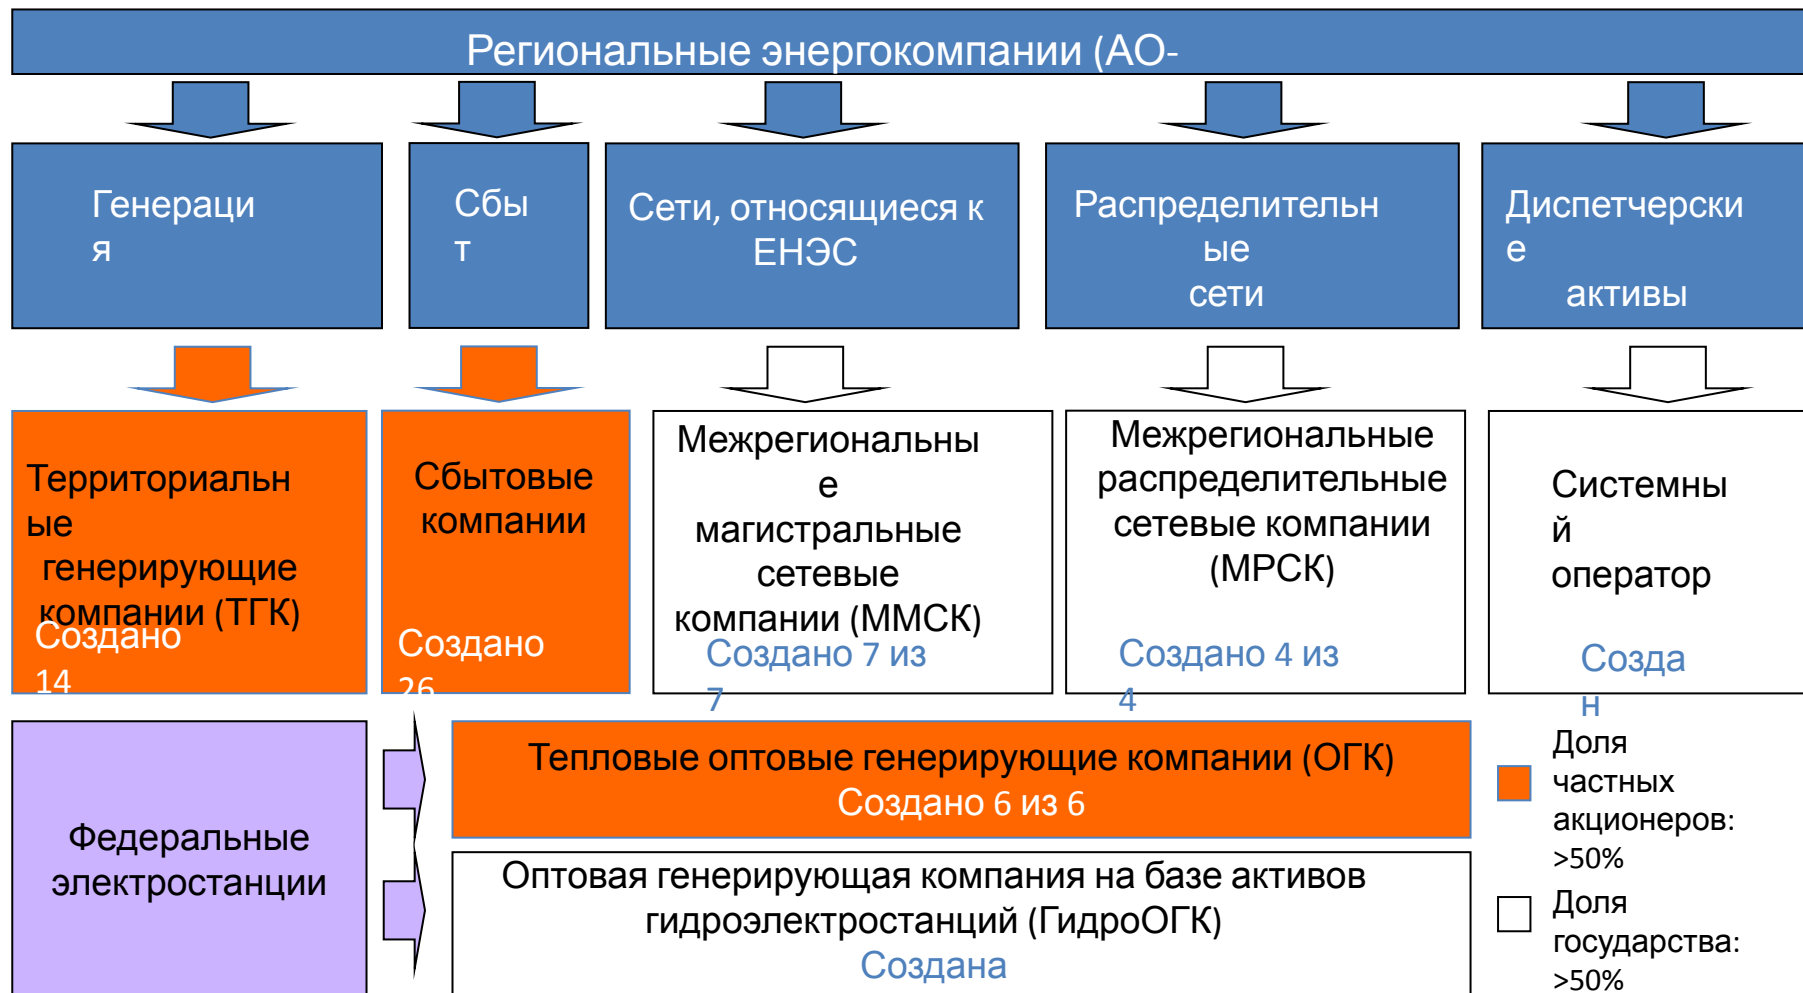 Региональные энергокомпании (АО-
Генераци
я
Сбы
т
Сети, относящиеся к
ЕНЭС
Распределительн
ые
сети
Диспетчерски
е
активы
Территориальн
ые
генерирующие
компании (ТГК)
Создано
14
Сбытовые
компании
Создано
26
Межрегиональны
е
магистральные
сетевые
компании (ММСК)
Создано 7 из
7
Межрегиональные
распределительные
сетевые компании
(МРСК)
Создано 4 из
4
Системны
й
оператор
Созда
н
Федеральные
электростанции
Тепловые оптовые генерирующие компании (ОГК)
Создано 6 из 6
Оптовая генерирующая компания на базе активов
гидроэлектростанций (ГидроОГК)
Создана
Доля
частных
акционеров:
>50%
Доля
государства:
>50%